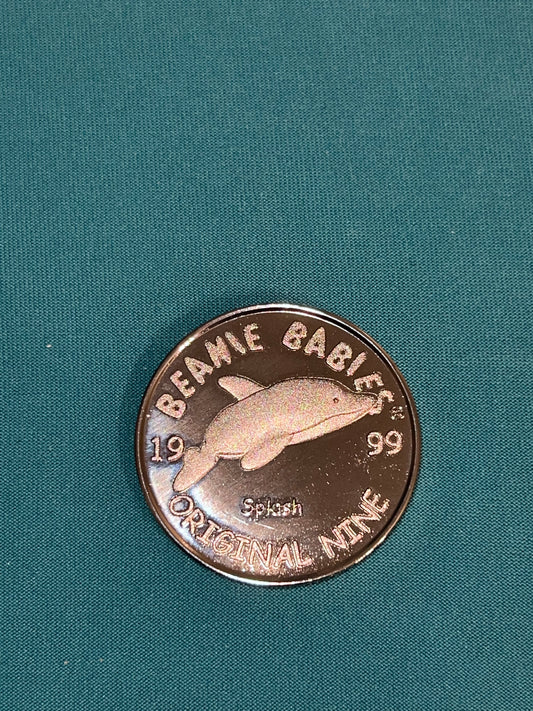 BEANIE BABIES
19 99
Splash
ORIGINAL NINE